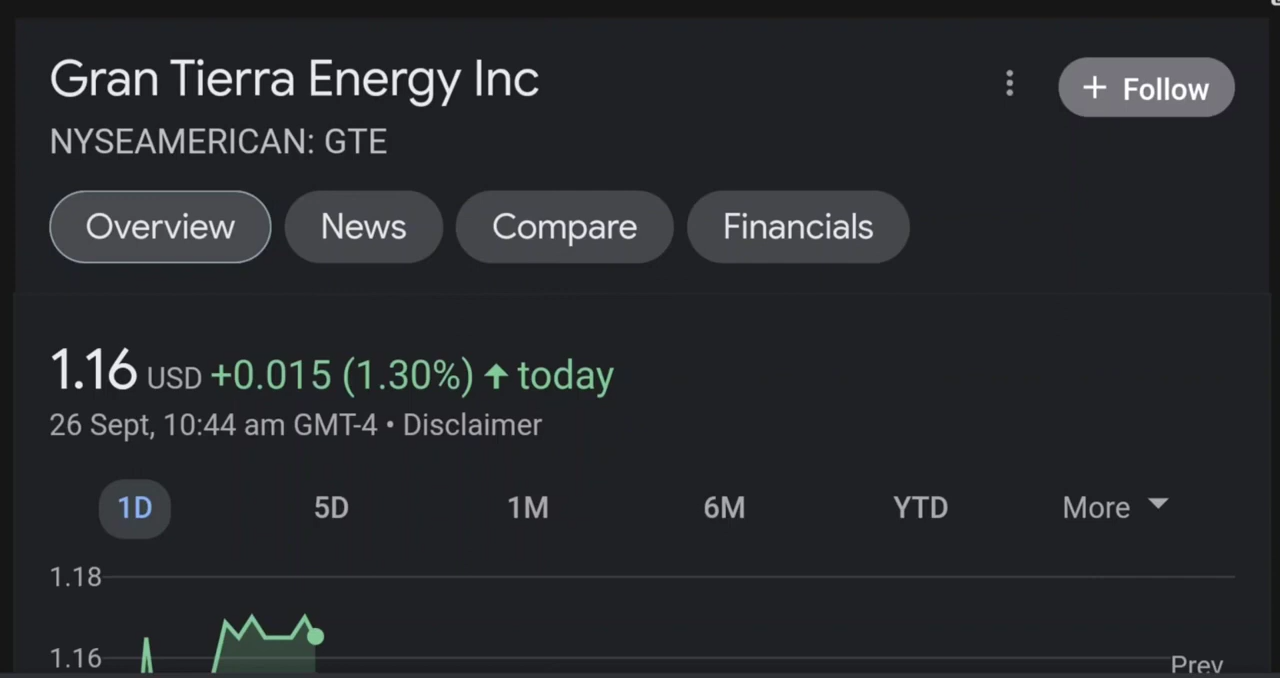 Gran Tierra Energy Inc
+ Follow
NYSEAMERICAN: GTE
Overview News Compare Financials
1.16 USD +0.015 (1.30%) ↑ today
26 Sept, 10:44 am GMT-4 • Disclaimer
1D 5D 1M 6M YTD More
1.18
1.16
Prev